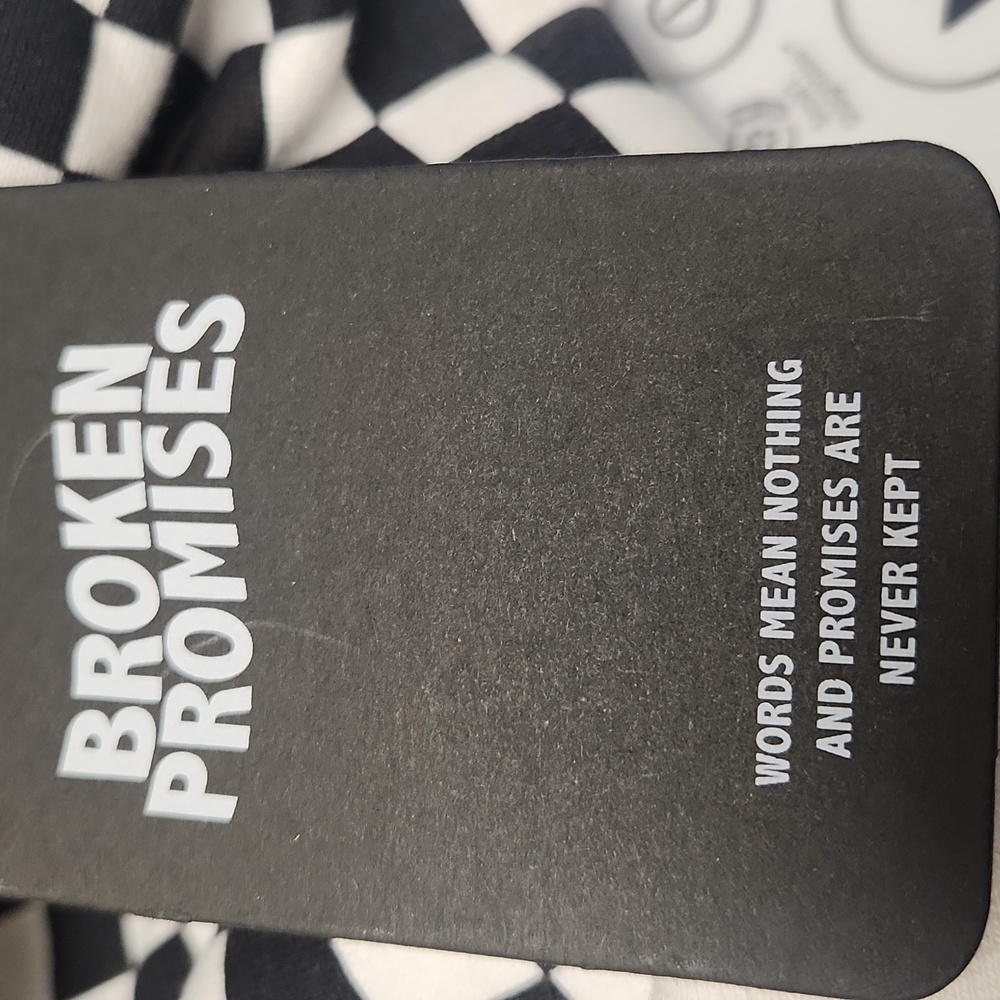 BROKEN
PROMISES
WORDS MEAN NOTHING
AND PROMISES ARE
NEVER KEPT